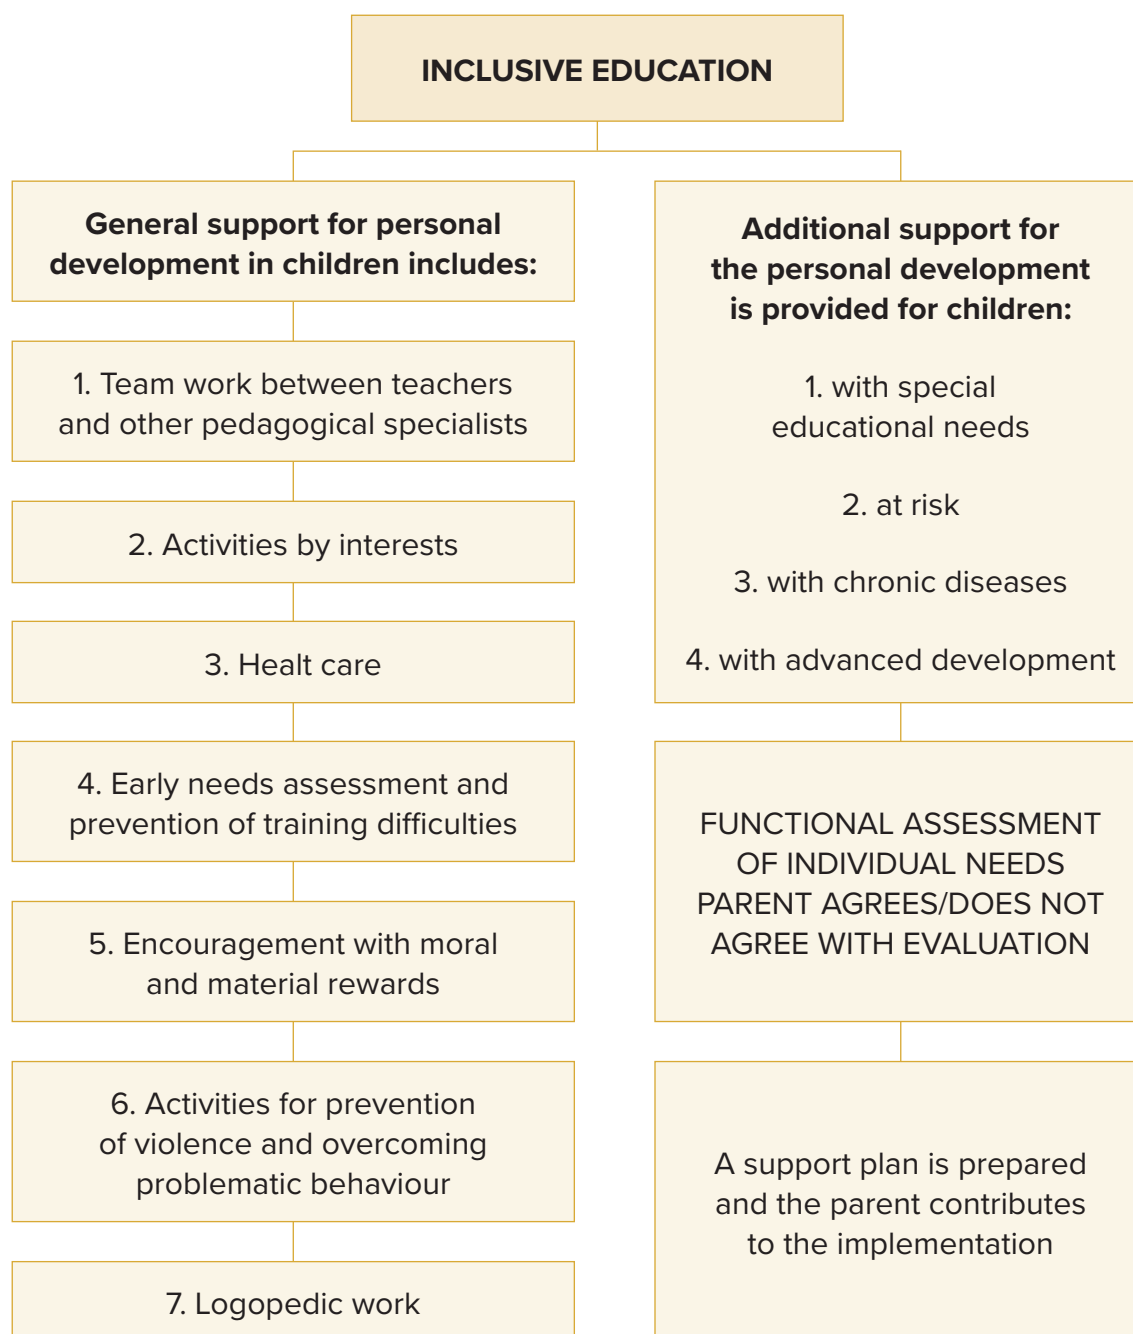 INCLUSIVE EDUCATION
General support for personal
development in children includes:
1. Team work between teachers
and other pedagogical specialists
2. Activities by interests
3. Healt care
4. Early needs assessment and
prevention of training difficulties
5. Encouragement with moral
and material rewards
6. Activities for prevention
of violence and overcoming
problematic behaviour
7. Logopedic work
Additional support for
the personal development
is provided for children:
1. with special
educational needs
2. at risk
3. with chronic diseases
4. with advanced development
FUNCTIONAL ASSESSMENT
OF INDIVIDUAL NEEDS
PARENT AGREES/DOES NOT
AGREE WITH EVALUATION
A support plan is prepared
and the parent contributes
to the implementation